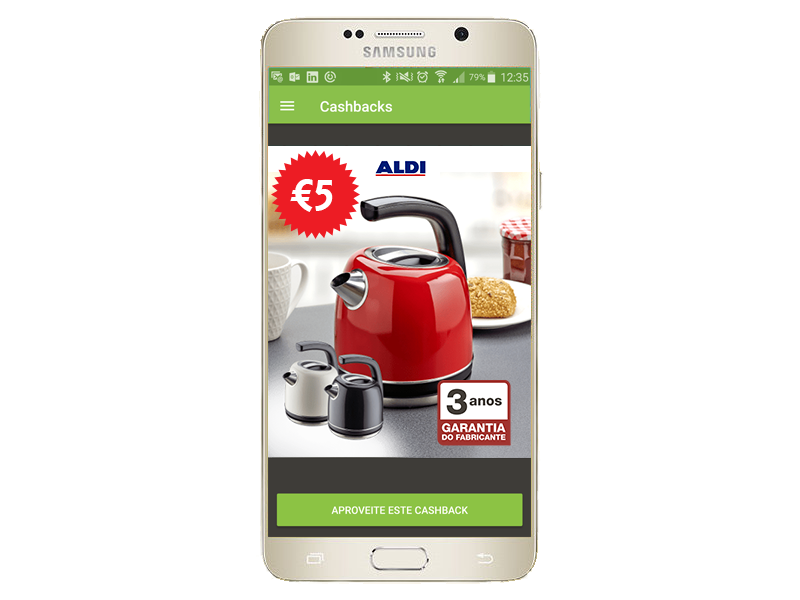 SAMSUNG
79% 12:35
Cashbacks
€5
ALDI
3 anos
GARANTIA
DO FABRICANTE
APROVEITE ESTE CASHBACK